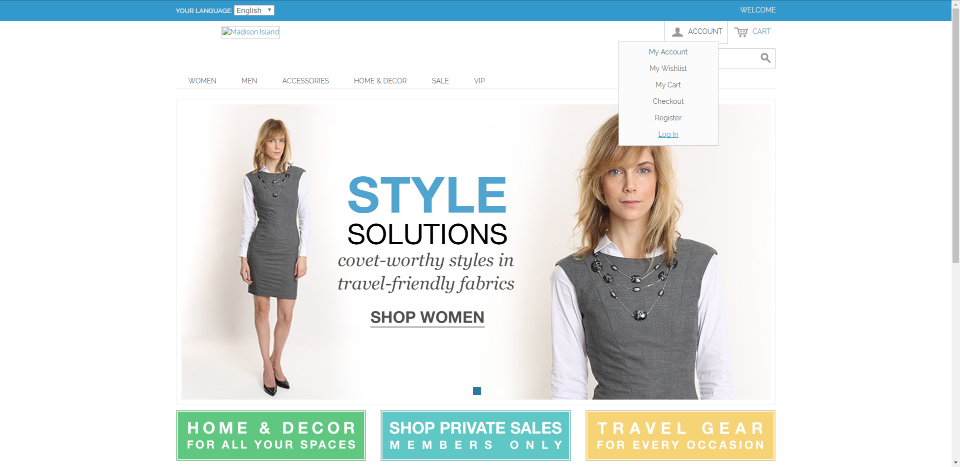 YOUR LANGUAGE: English
WELCOME
Madison Island
ACCOUNT
CART
My Account
My Wishlist
My Cart
Checkout
Register
Log In
WOMEN
MEN
ACCESSORIES
HOME & DECOR
SALE
VIP
STYLE
SOLUTIONS
covet-worthy styles in
travel-friendly fabrics
SHOP WOMEN
HOME & DECOR
FOR ALL YOUR SPACES
SHOP PRIVATE SALES
MEMBERS ONLY
TRAVEL GEAR
FOR EVERY OCCASION